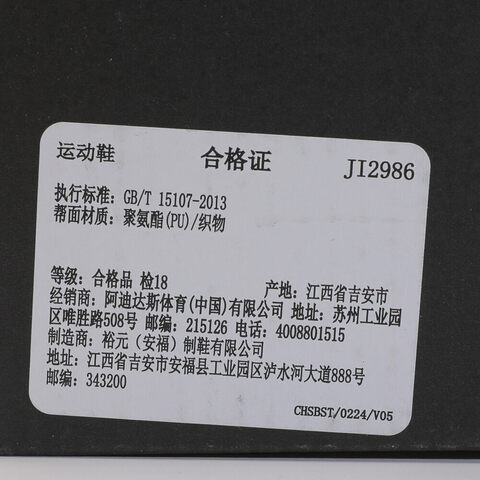 运动鞋 合格证 JI2986
执行标准: GB/T 15107-2013
帮面材质: 聚氨酯(PU)/织物
等级: 合格品 检18 产地: 江西省吉安市
经销商: 阿迪达斯体育(中国)有限公司 地址: 苏州工业园
区唯胜路508号 邮编: 215126 电话: 4008801515
制造商: 裕元 (安福) 制鞋有限公司
地址: 江西省吉安市安福县工业园区泸水河大道888号
邮编: 343200
CHSBST/0224/V05